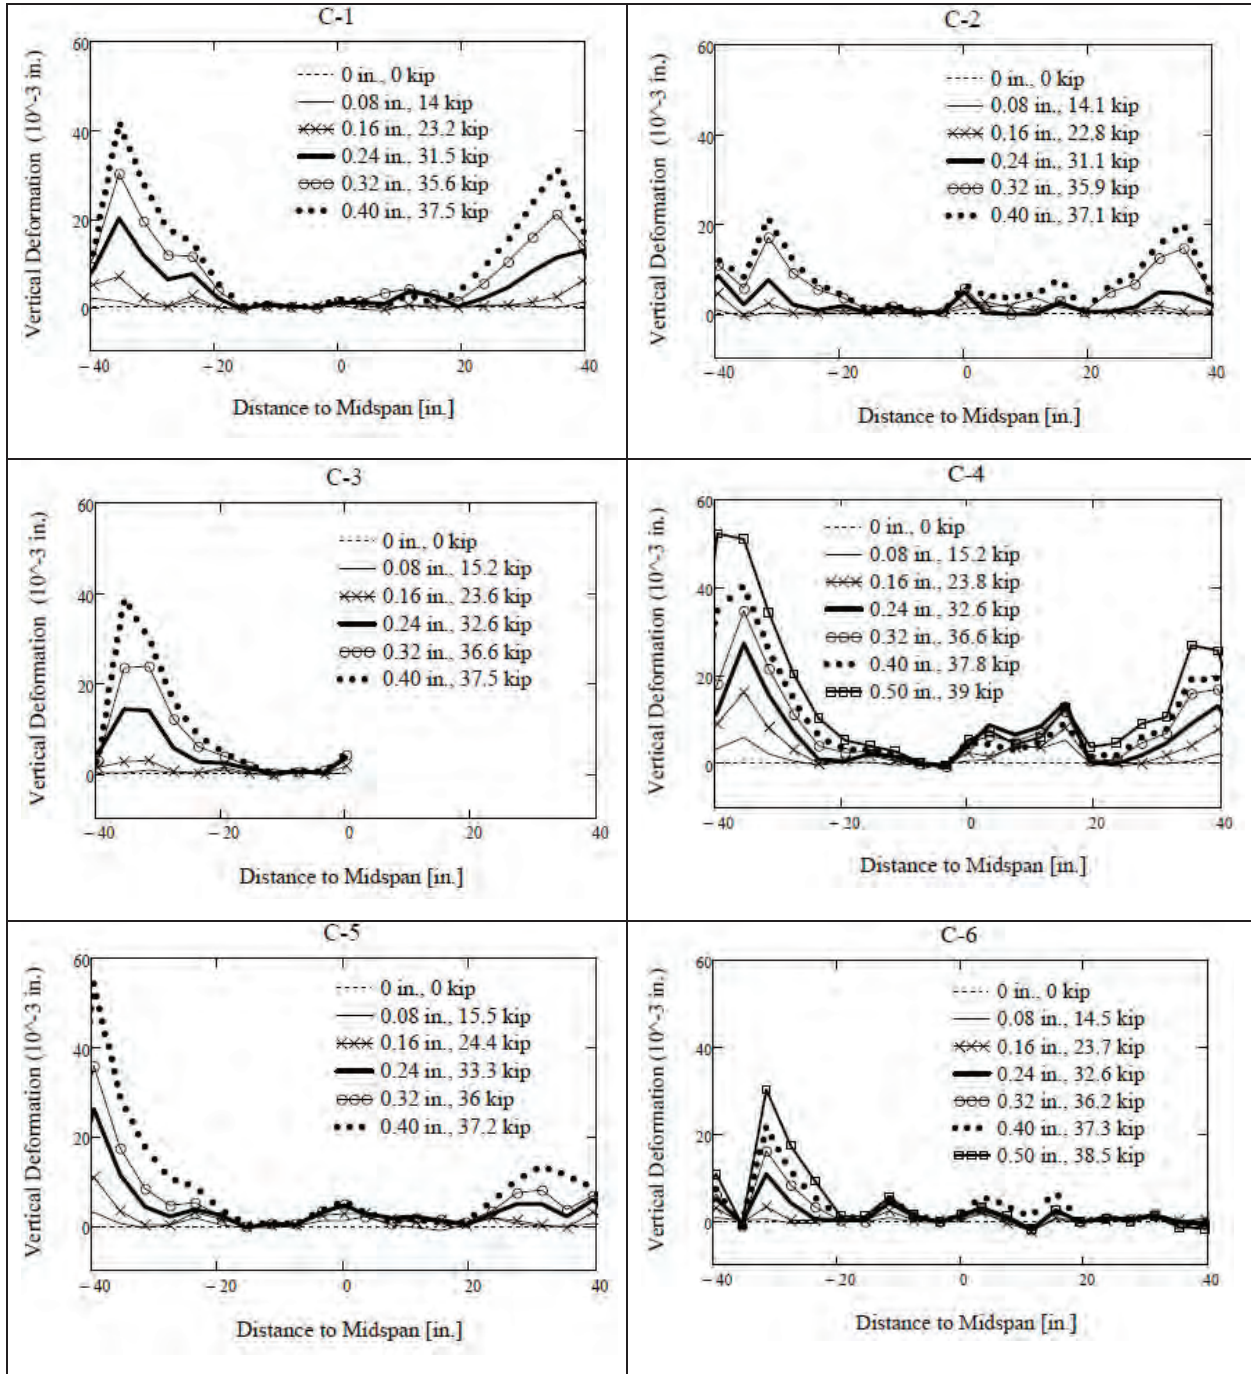 C-1
Vertical Deformation (10^-3 in.)
60
40
20
0
0 in., 0 kip
0.08 in., 14 kip
0.16 in., 23.2 kip
0.24 in., 31.5 kip
0.32 in., 35.6 kip
0.40 in., 37.5 kip
−40
−20
0
20
40
Distance to Midspan [in.]
C-2
Vertical Deformation (10^-3 in.)
60
40
20
0
0 in., 0 kip
0.08 in., 14.1 kip
0.16 in., 22.8 kip
0.24 in., 31.1 kip
0.32 in., 35.9 kip
0.40 in., 37.1 kip
−40
−20
0
20
40
Distance to Midspan [in.]
C-3
Vertical Deformation (10^-3 in.)
60
40
20
0
0 in., 0 kip
0.08 in., 15.2 kip
0.16 in., 23.6 kip
0.24 in., 32.6 kip
0.32 in., 36.6 kip
0.40 in., 37.5 kip
−40
−20
0
20
40
Distance to Midspan [in.]
C-4
Vertical Deformation (10^-3 in.)
60
40
20
0
0 in., 0 kip
0.08 in., 15.2 kip
0.16 in., 23.8 kip
0.24 in., 32.6 kip
0.32 in., 36.6 kip
0.40 in., 37.8 kip
0.50 in., 39 kip
−40
−20
0
20
40
Distance to Midspan [in.]
C-5
Vertical Deformation (10^-3 in.)
60
40
20
0
0 in., 0 kip
0.08 in., 15.5 kip
0.16 in., 24.4 kip
0.24 in., 33.3 kip
0.32 in., 36 kip
0.40 in., 37.2 kip
−40
−20
0
20
40
Distance to Midspan [in.]
C-6
Vertical Deformation (10^-3 in.)
60
40
20
0
0 in., 0 kip
0.08 in., 14.5 kip
0.16 in., 23.7 kip
0.24 in., 32.6 kip
0.32 in., 36.2 kip
0.40 in., 37.3 kip
0.50 in., 38.5 kip
−40
−20
0
20
40
Distance to Midspan [in.]